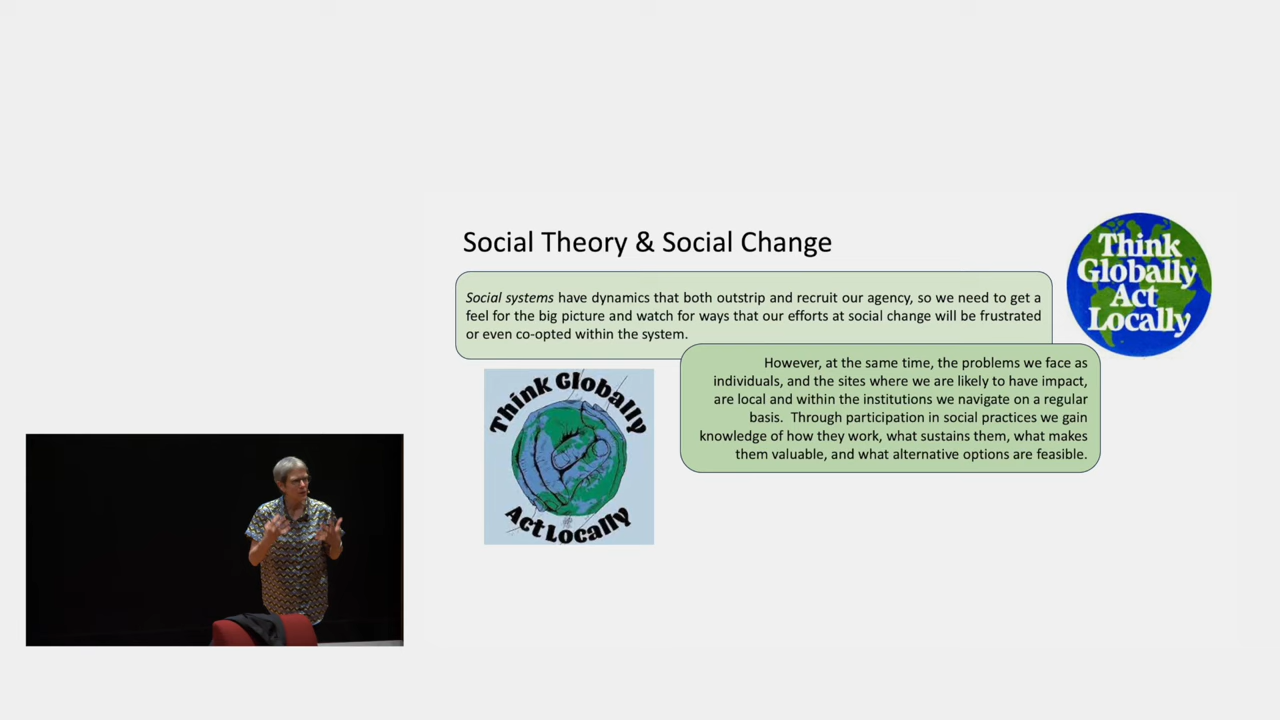 Social Theory & Social Change
Think
Globally
Act
Locally
Social systems have dynamics that both outstrip and recruit our agency, so we need to get a
feel for the big picture and watch for ways that our efforts at social change will be frustrated
or even co-opted within the system.
However, at the same time, the problems we face as
individuals, and the sites where we are likely to have impact,
are local and within the institutions we navigate on a regular
basis. Through participation in social practices we gain
knowledge of how they work, what sustains them, what makes
them valuable, and what alternative options are feasible.
Think Globally
Act Locally